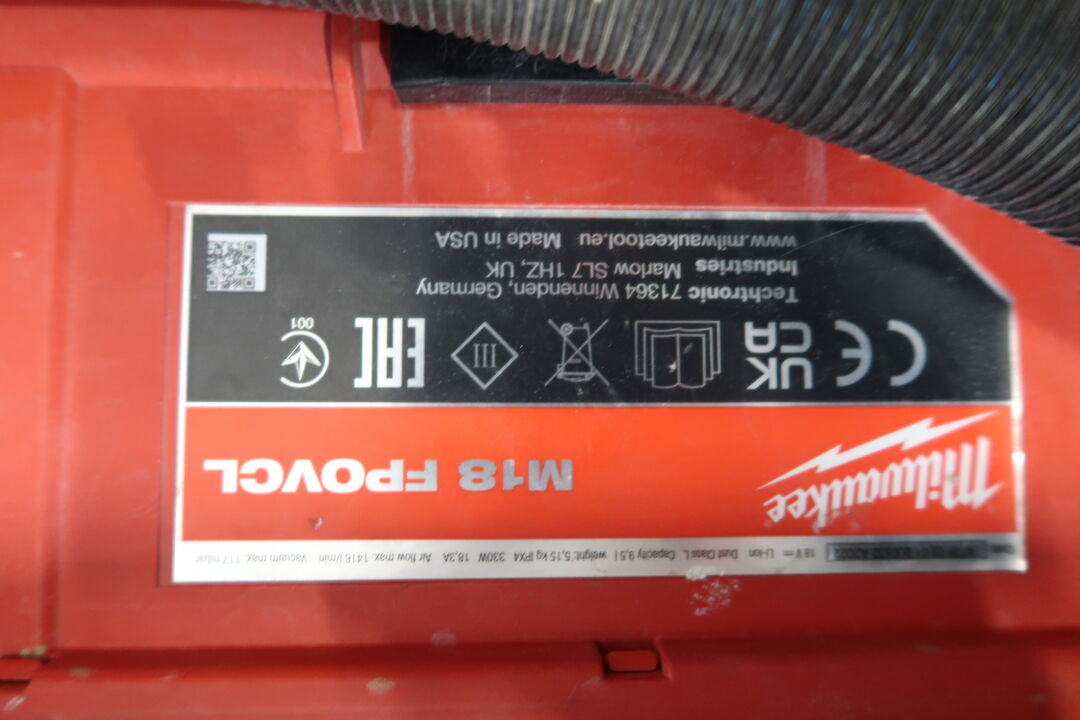 Milwaukee
M18 FPOVCL
18 V Li-Ion Dust Class L Capacity 9,5 l weight: 5,15 kg IPX4 330W 18,3A Air flow max. 1416 l/min Vacuum max. 117 mbar
CE UK CA EAC 001
III
Techtronic Industries
71364 Winnenden, Germany
Marlow SL7 1HZ, UK
www.milwaukeetool.eu Made in USA